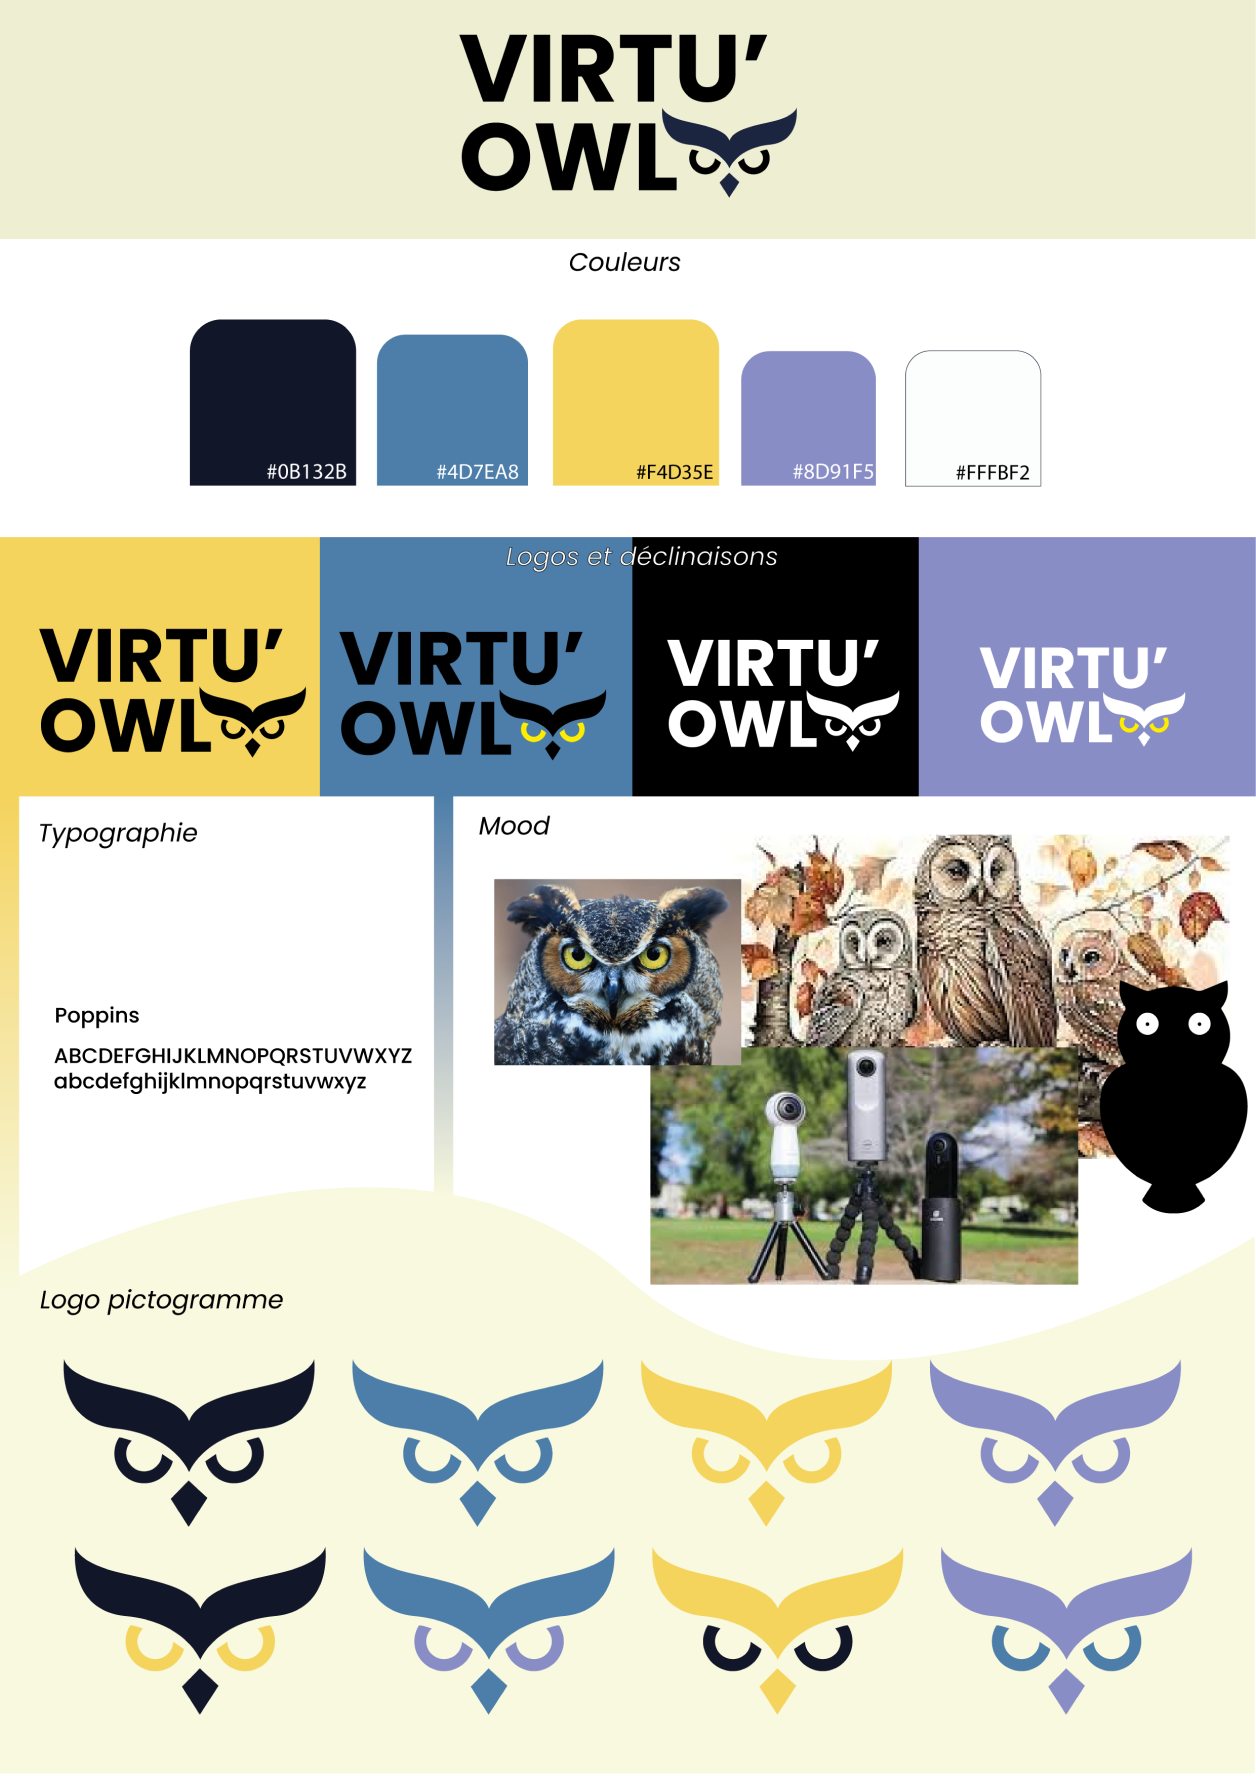 VIRTU’
OWL
Couleurs
#0B132B
#4D7EA8
#F4D35E
#8D91F5
#FFFBF2
Logos et déclinaisons
VIRTU’
OWL
VIRTU’
OWL
VIRTU’
OWL
VIRTU’
OWL
Typographie
Mood
Poppins
ABCDEFGHIJKLMNOPQRSTUVWXYZ
abcdefghijklmnopqrstuvwxyz
Logo pictogramme